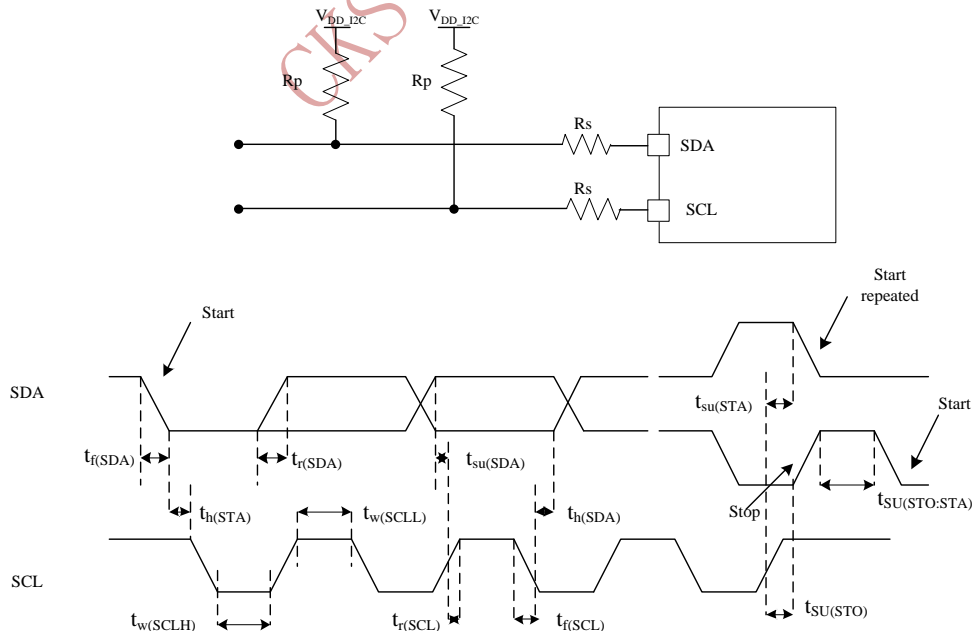 CKS
V_DD_I2C V_DD_I2C
Rp Rp
Rs
SDA
Rs
SCL
Start
repeated
Start
SDA
t_su(STA)
Start
t_f(SDA) t_r(SDA) t_su(SDA)
t_SU(STO:STA)
t_h(STA) t_w(SCLL) t_h(SDA) Stop
SCL
t_w(SCLH) t_r(SCL) t_f(SCL) t_SU(STO)